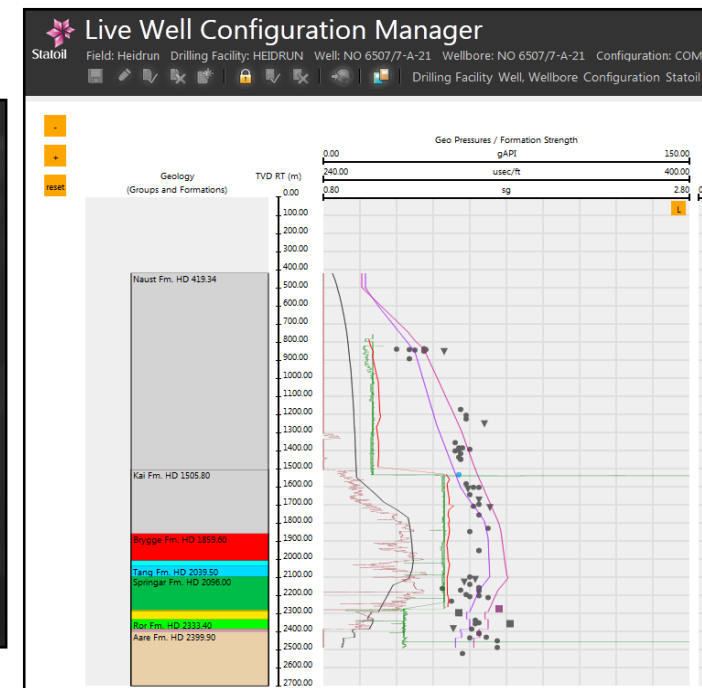 Live Well Configuration Manager
Statoil
Field: Heidrun Drilling Facility: HEIDRUN Well: NO 6507/7-A-21 Wellbore: NO 6507/7-A-21 Configuration: COM
Drilling Facility Well, Wellbore Configuration Statoil
-
+
reset
Geo Pressures / Formation Strength
0.00 gAPI 150.00
240.00 usec/ft 400.00
0.80 sg 2.80
L
Geology
(Groups and Formations)
TVD RT (m)
0.00
100.00
200.00
300.00
400.00
500.00
600.00
700.00
800.00
900.00
1000.00
1100.00
1200.00
1300.00
1400.00
1500.00
1600.00
1700.00
1800.00
1900.00
2000.00
2100.00
2200.00
2300.00
2400.00
2500.00
2600.00
2700.00
Naust Fm. HD 419.34
Kai Fm. HD 1505.80
Brygge Fm. HD
Tang Fm. HD 2039.50
Springar Fm. HD 2096.00
Ror Fm. HD 2333.40
Aare Fm. HD 2399.90